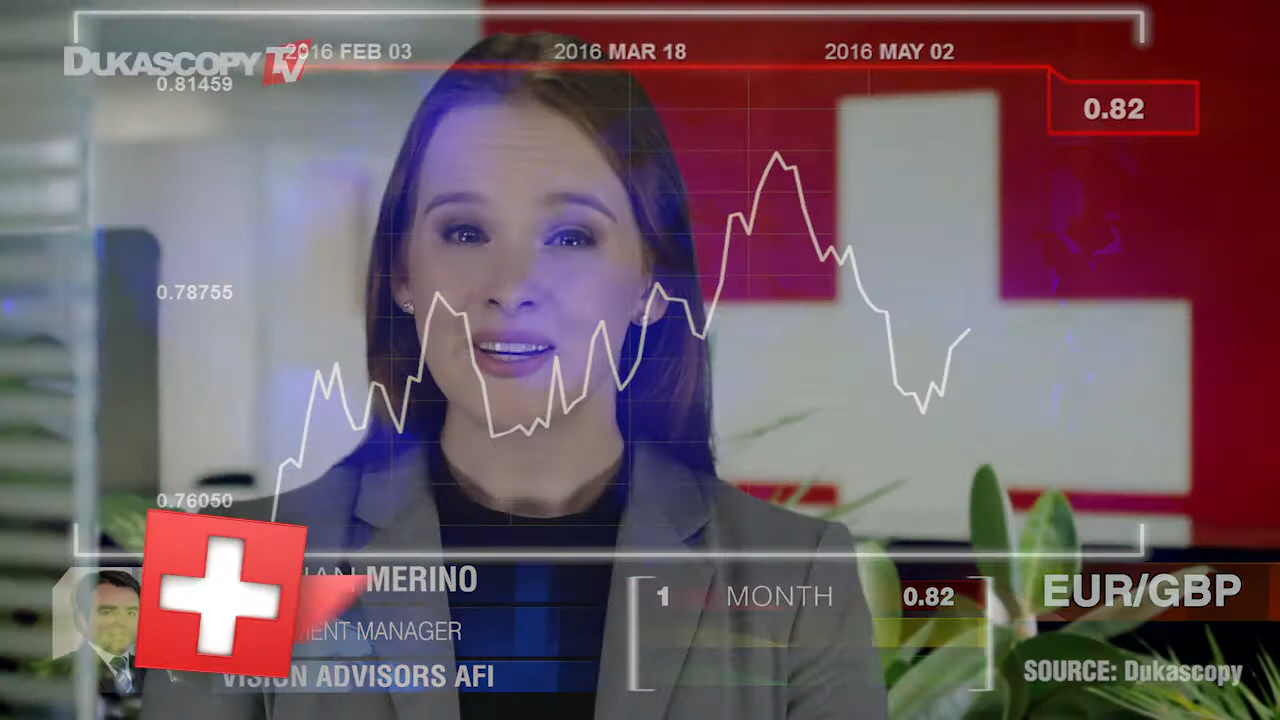 DUKASCOPY TV
2016 FEB 03
2016 MAR 18
2016 MAY 02
0.81459
0.82
0.78755
0.76050
MERINO
MANAGER
VISION ADVISORS AFI
1 MONTH 0.82
EUR/GBP
SOURCE: Dukascopy